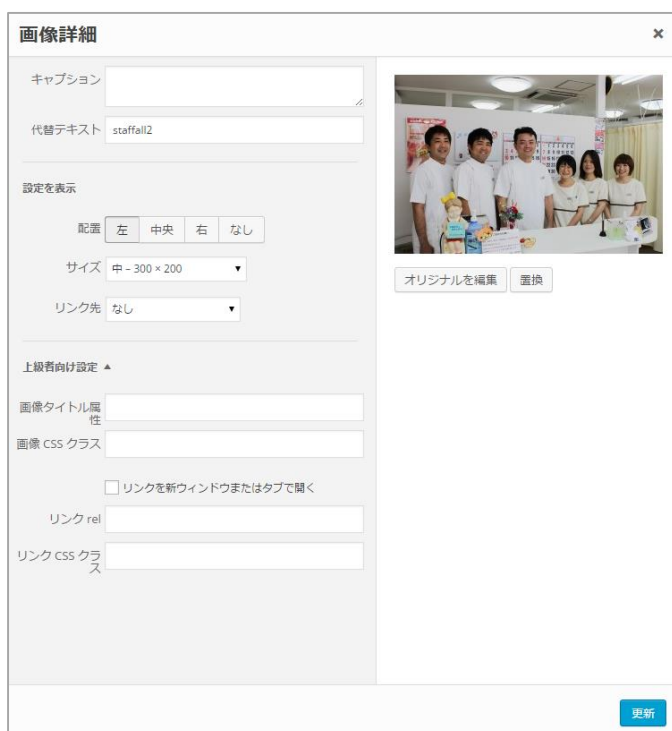 画像詳細
×
キャプション
代替テキスト staffall2
設定を表示
配置 左 中央 右 なし
サイズ 中 – 300 × 200 ▼
リンク先 なし ▼
オリジナルを編集 置換
上級者向け設定 ▲
画像タイトル属
性
画像 CSS クラス
リンクを新ウィンドウまたはタブで開く
リンク rel
リンク CSS クラ
ス
更新